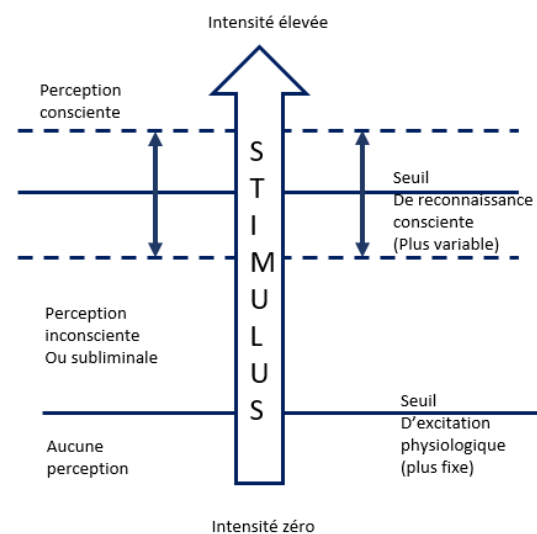 Intensité élevée
Perception
consciente
STIMULUS
Seuil
De reconnaissance
consciente
(Plus variable)
Perception
inconsciente
Ou subliminale
Seuil
D'excitation
physiologique
(plus fixe)
Aucune
perception
Intensité zéro